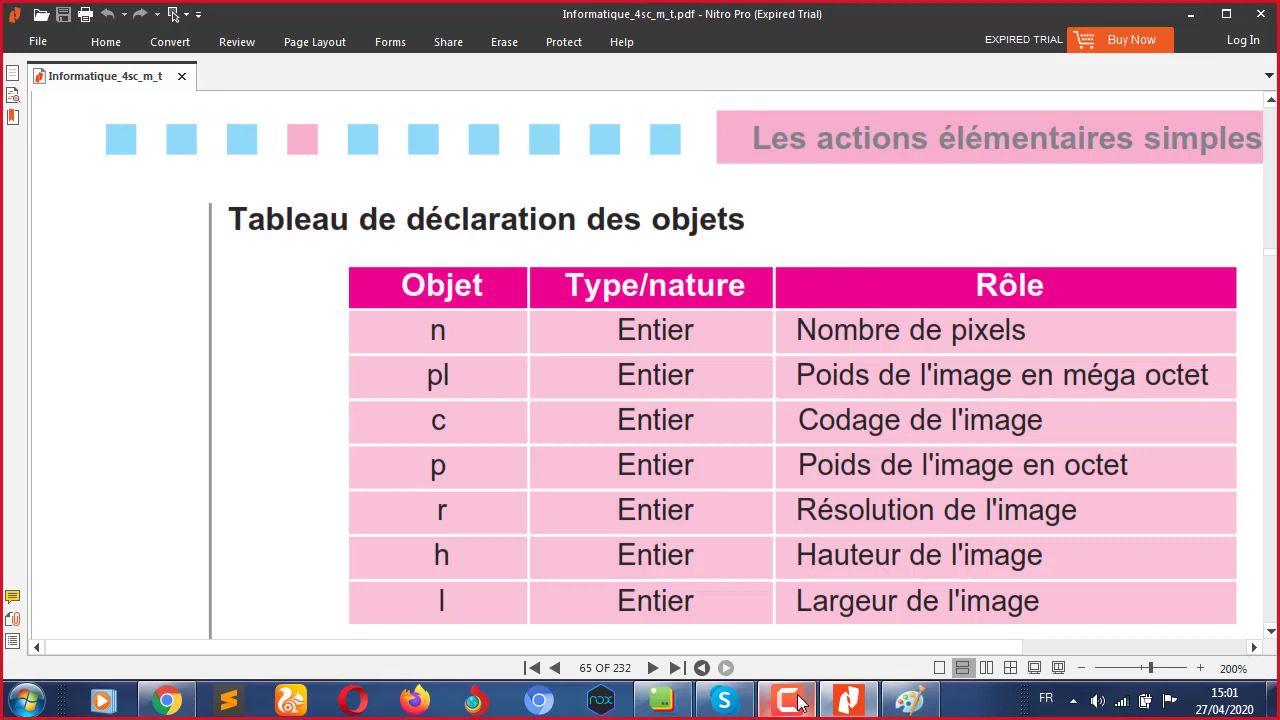 Informatique_4sc_m_t.pdf - Nitro Pro (Expired Trial)
File Home Convert Review Page Layout Forms Share Erase Protect Help EXPIRED TRIAL Buy Now Log In
Informatique_4sc_m_t
Les actions élémentaires simples
Tableau de déclaration des objets
Objet Type/nature Rôle
n Entier Nombre de pixels
pl Entier Poids de l'image en méga octet
c Entier Codage de l'image
p Entier Poids de l'image en octet
r Entier Résolution de l'image
h Entier Hauteur de l'image
l Entier Largeur de l'image
65 OF 232 200%
FR 15:01
27/04/2020